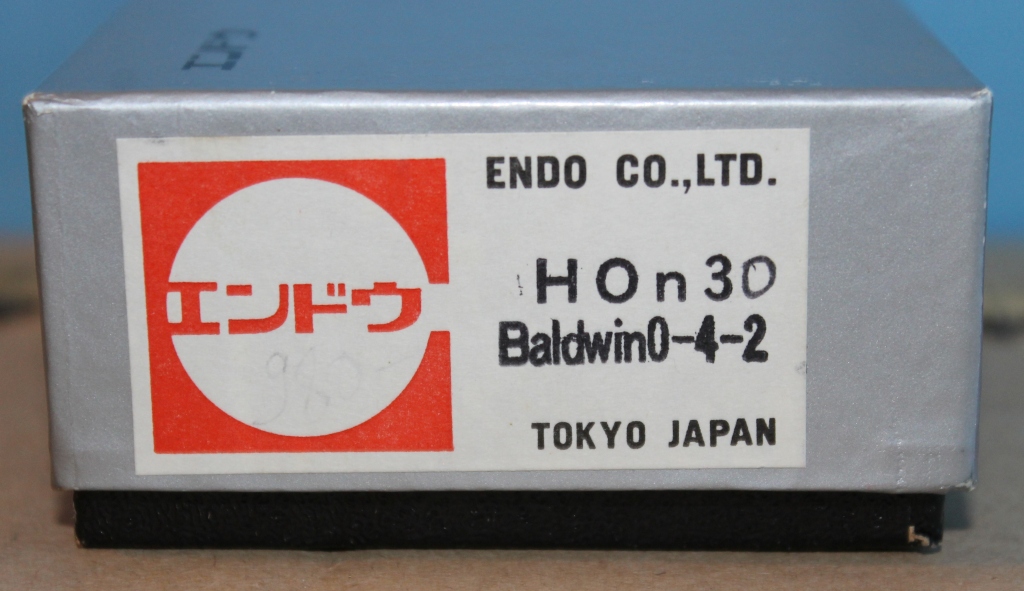 ENDO CO.,LTD.
エンドウ
HOn30
Baldwin0-4-2
TOKYO JAPAN